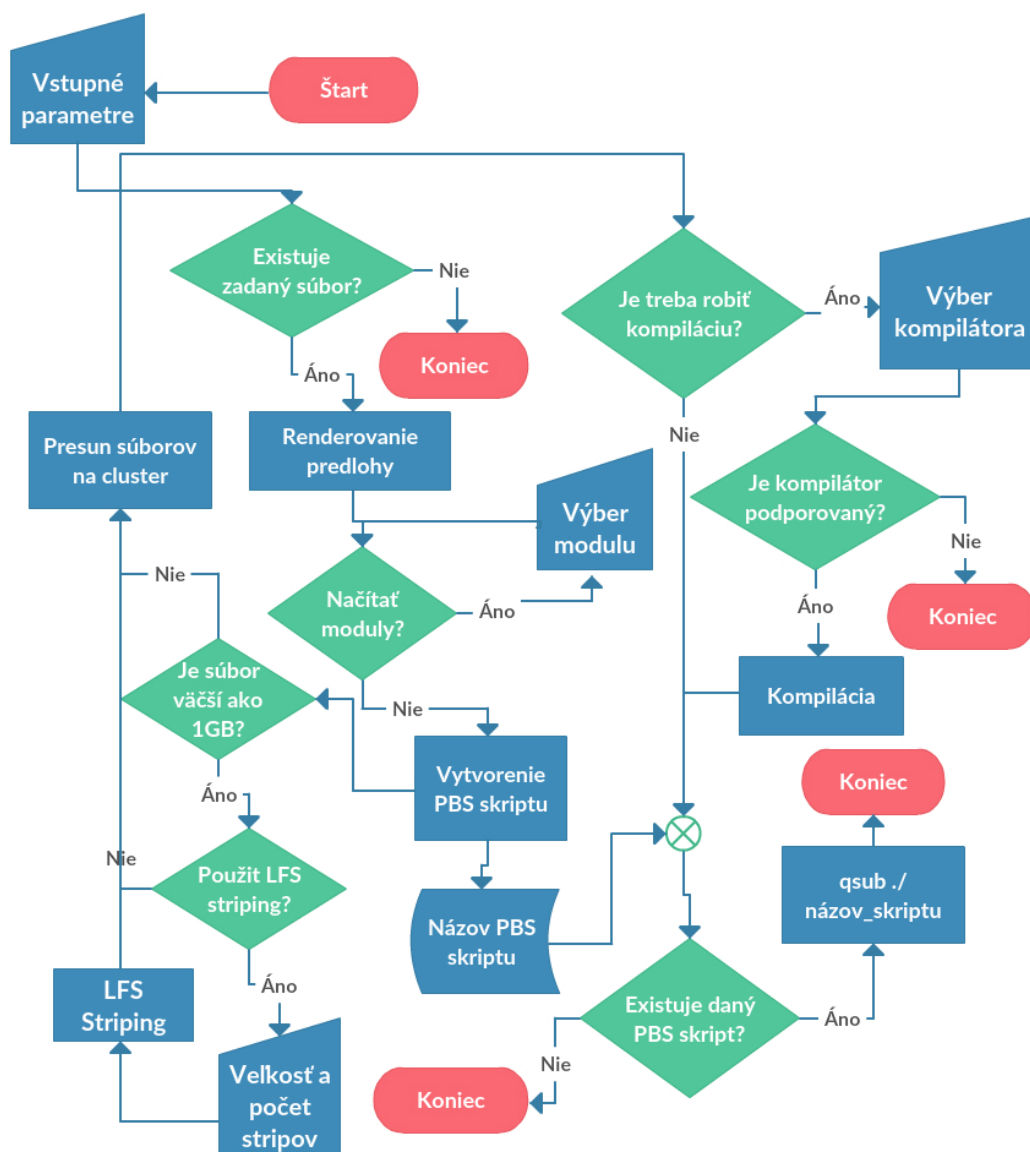 Štart
Vstupné
parametre
Existuje
zadaný súbor?
Nie
Koniec
Áno
Renderovanie
predlohy
Výber
modulu
Načítať
moduly?
Áno
Nie
Vytvorenie
PBS skriptu
Názov PBS
skriptu
Je súbor
väčší ako
1GB?
Nie
Áno
Použit LFS
striping?
Nie
Áno
Veľkosť a
počet
stripov
LFS
Striping
Presun súborov
na cluster
Je treba robiť
kompiláciu?
Áno
Nie
Výber
kompilátora
Je kompilátor
podporovaný?
Nie
Koniec
Áno
Kompilácia
Existuje daný
PBS skript?
Nie
Koniec
Áno
qsub ./
názov_skriptu
Koniec